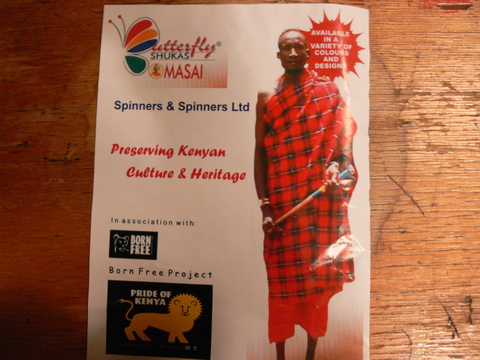 Butterfly®
SHUKAS
MASAI
AVAILABLE
IN A
VARIETY OF
COLOURS
AND
DESIGNS
Spinners & Spinners Ltd
Preserving Kenyan
Culture & Heritage
In association with:
BORN
FREE
Born Free Project
PRIDE OF
KENYA